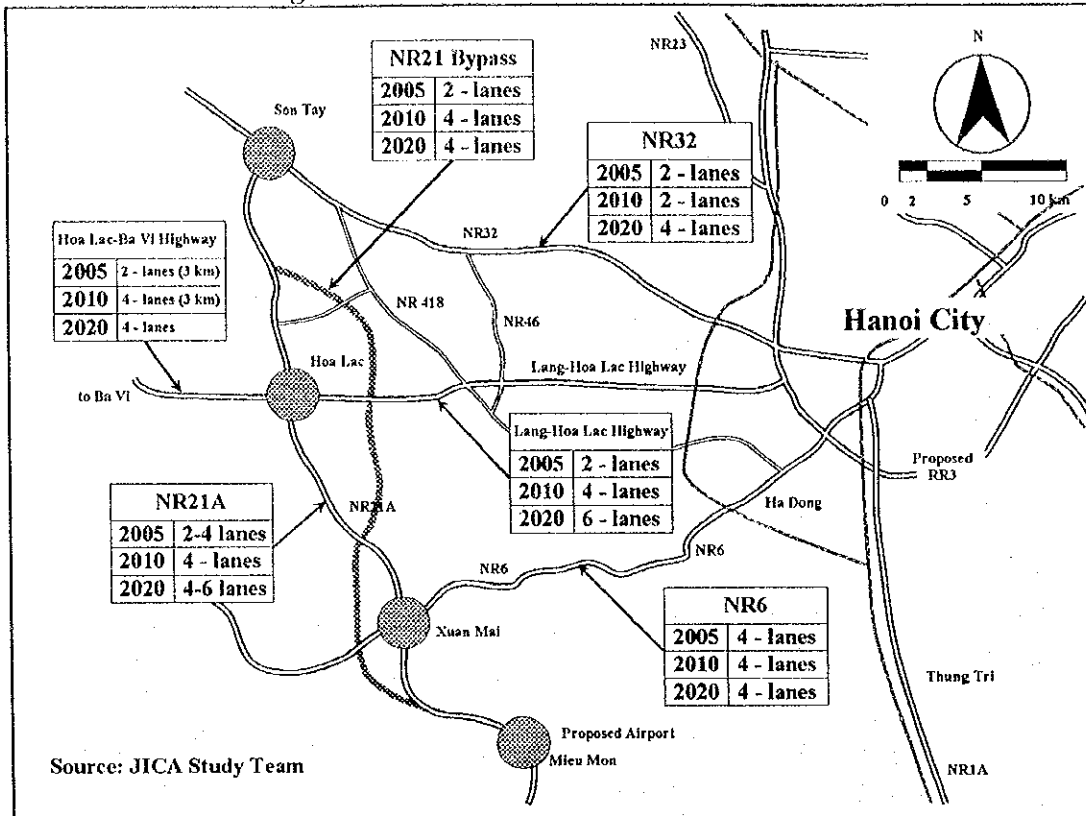 NR21 Bypass
2005 2 - lanes
2010 4 - lanes
2020 4 - lanes
NR23
N
Son Tay
NR32
2005 2 - lanes
2010 2 - lanes
2020 4 - lanes
0 2 5 10 km
Hoa Lac-Ba Vi Highway
2005 2 - lanes (3 km)
2010 4 - lanes (3 km)
2020 4 - lanes
NR32
NR 418
NR46
Hanoi City
Hoa Lac
Lang-Hoa Lac Highway
to Ba Vi
Lang-Hoa Lac Highway
2005 2 - lanes
2010 4 - lanes
2020 6 - lanes
Proposed
RR3
NR21A
2005 2-4 lanes
2010 4 - lanes
2020 4-6 lanes
NR21A
Ha Dong
NR6
NR6
Xuan Mai
NR6
2005 4 - lanes
2010 4 - lanes
2020 4 - lanes
Thung Tri
Proposed Airport
Mieu Mon
NR1A
Source: JICA Study Team